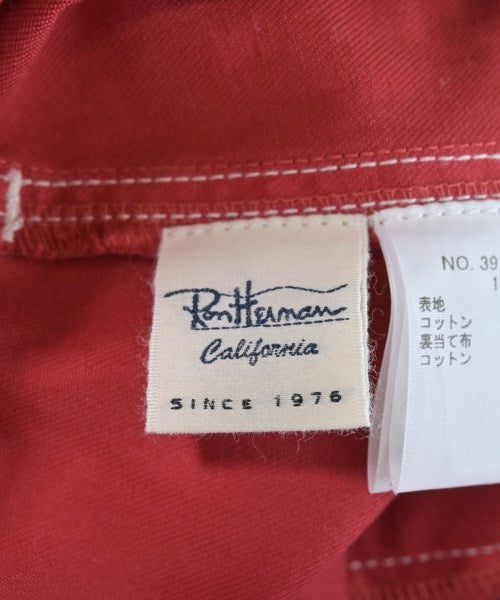 Ron Herman
California
SINCE 1976
NO. 39
表地
コットン
裏当て布
コットン